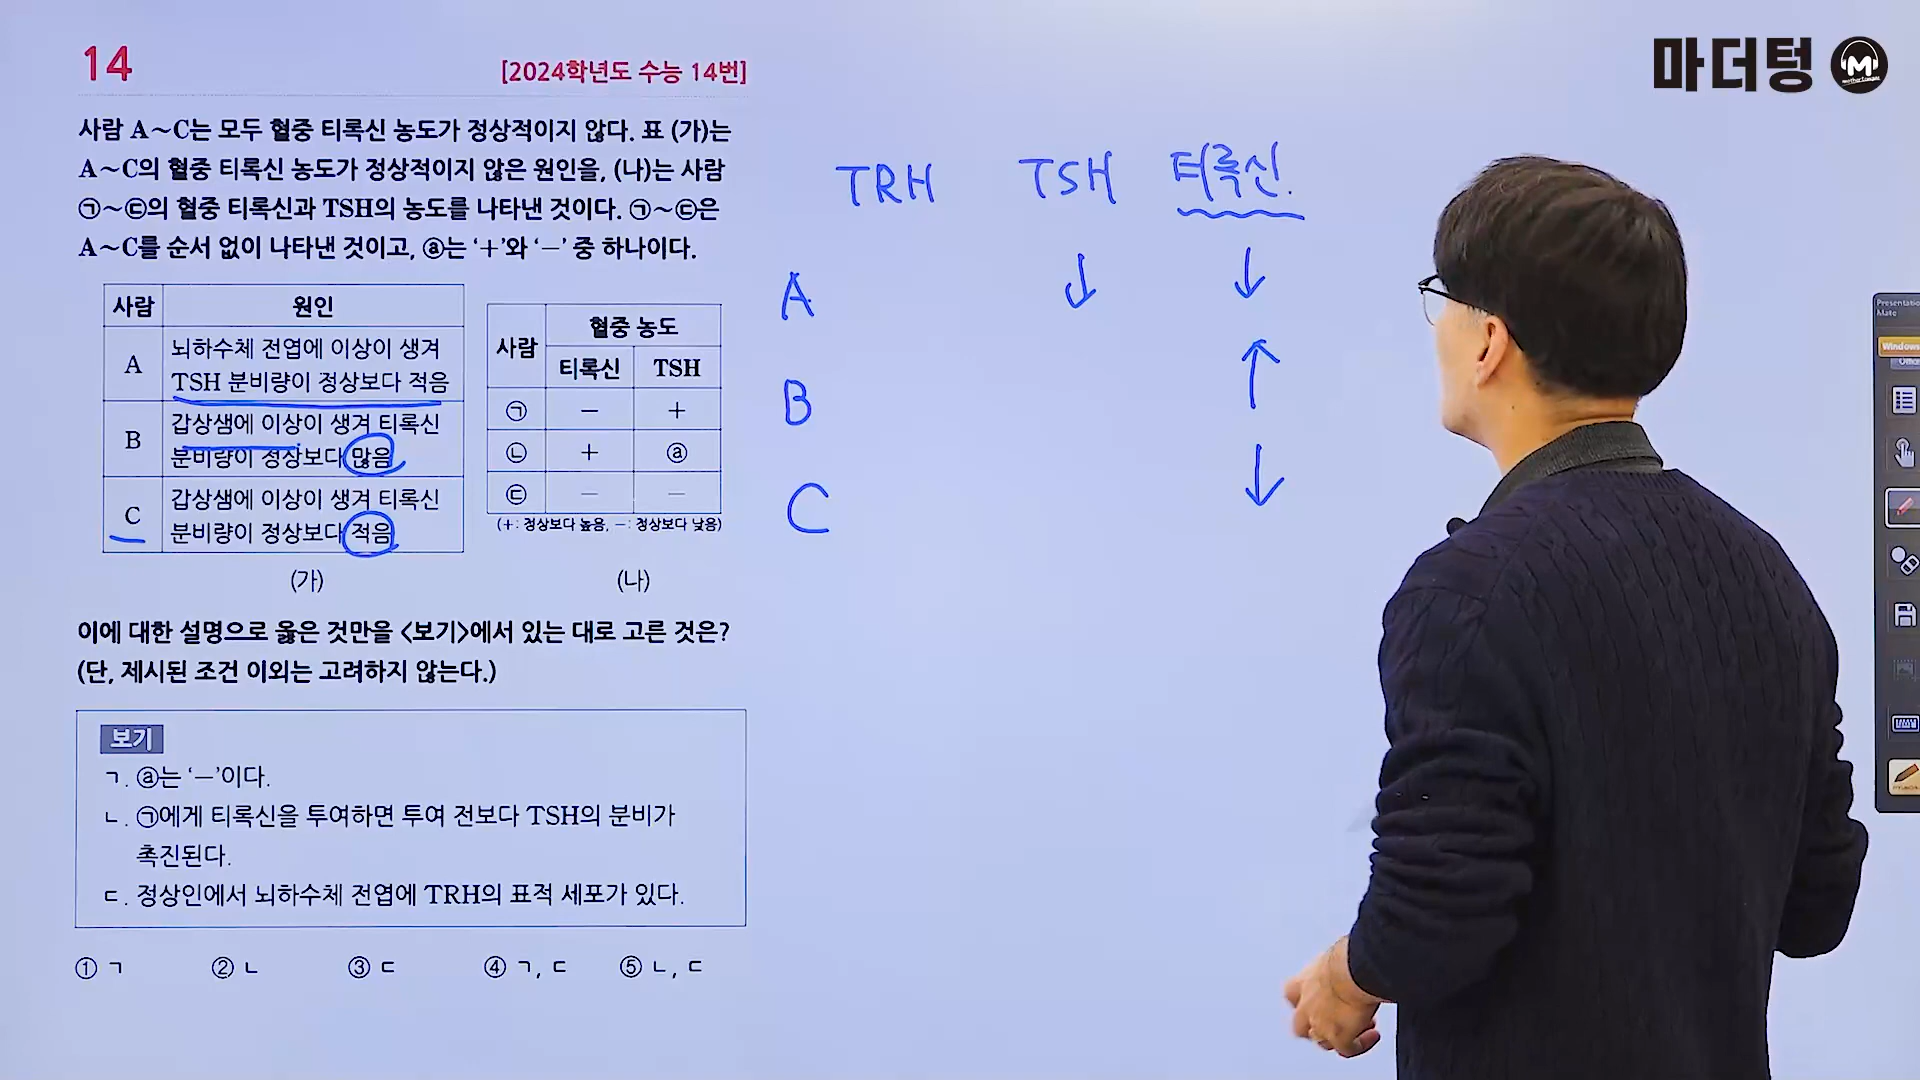 14
[2024학년도 수능 14번]
사람 A~C는 모두 혈중 티록신 농도가 정상적이지 않다. 표 (가)는
A~C의 혈중 티록신 농도가 정상적이지 않은 원인을, (나)는 사람
㉠~㉢의 혈중 티록신과 TSH의 농도를 나타낸 것이다. ㉠~㉢은
A~C를 순서 없이 나타낸 것이고, ⓐ는 ‘+’와 ‘-’ 중 하나이다.
사람 원인
A 뇌하수체 전엽에 이상이 생겨
TSH 분비량이 정상보다 적음
B 갑상샘에 이상이 생겨 티록신
분비량이 정상보다 많음
C 갑상샘에 이상이 생겨 티록신
분비량이 정상보다 적음
(가)
사람 혈중 농도
티록신 TSH
㉠ - +
㉡ + ⓐ
㉢ - -
(+: 정상보다 높음, -: 정상보다 낮음)
(나)
이에 대한 설명으로 옳은 것만을 <보기>에서 있는 대로 고른 것은?
(단, 제시된 조건 이외는 고려하지 않는다.)
보기
ㄱ. ⓐ는 ‘-’이다.
ㄴ. ㉠에게 티록신을 투여하면 투여 전보다 TSH의 분비가
촉진된다.
ㄷ. 정상인에서 뇌하수체 전엽에 TRH의 표적 세포가 있다.
① ㄱ ② ㄴ ③ ㄷ ④ ㄱ, ㄷ ⑤ ㄴ, ㄷ
TRH TSH 티록신.
A ↓ ↓
B ↑
C ↓
마더텅 M
Presentation
Mate
Windows